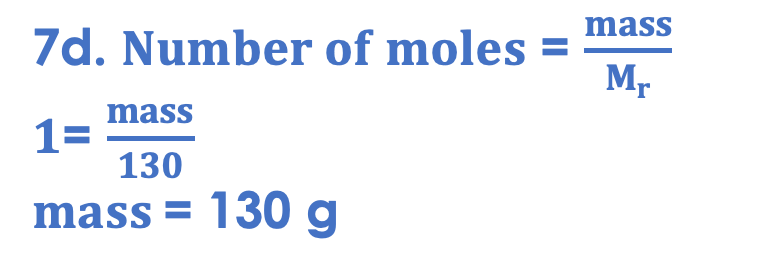 7d. Number of moles = mass/Mᵣ
1= mass/130
mass = 130 g